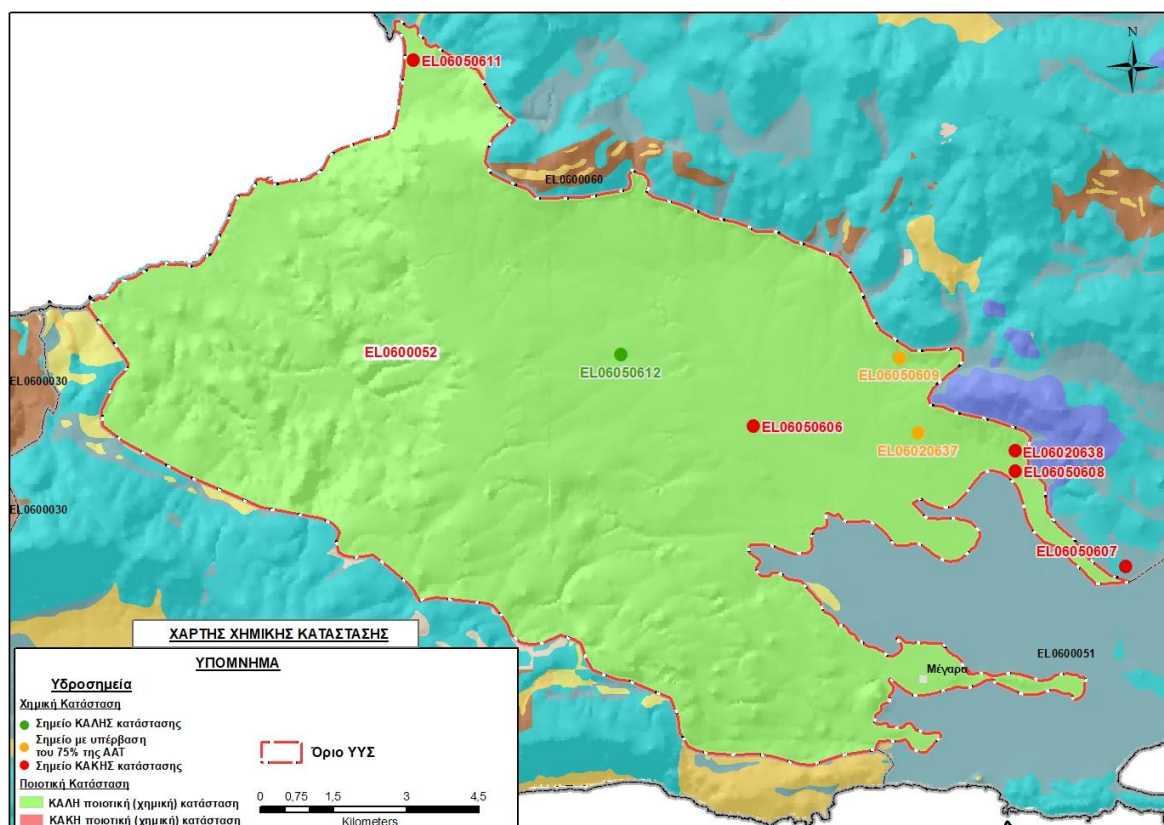 N
EL06050611
EL0600060
EL0600052
EL06050612
EL06050609
EL0600030
EL06050606
EL06020637
EL06020638
EL06050608
EL0600030
EL06050607
ΧΑΡΤΗΣ ΧΗΜΙΚΗΣ ΚΑΤΑΣΤΑΣΗΣ
EL0600051
Μέγαρα
ΥΠΟΜΝΗΜΑ
Υδροσημεία
Χημική Κατάσταση
Σημείο ΚΑΛΗΣ κατάστασης
Σημείο με υπέρβαση
του 75% της ΑΑΤ
Σημείο ΚΑΚΗΣ κατάστασης
Όριο ΥΥΣ
Ποιοτική Κατάσταση
ΚΑΛΗ ποιοτική (χημική) κατάσταση
ΚΑΚΗ ποιοτική (χημική) κατάσταση
0 0,75 1,5 3 4,5
Kilometers